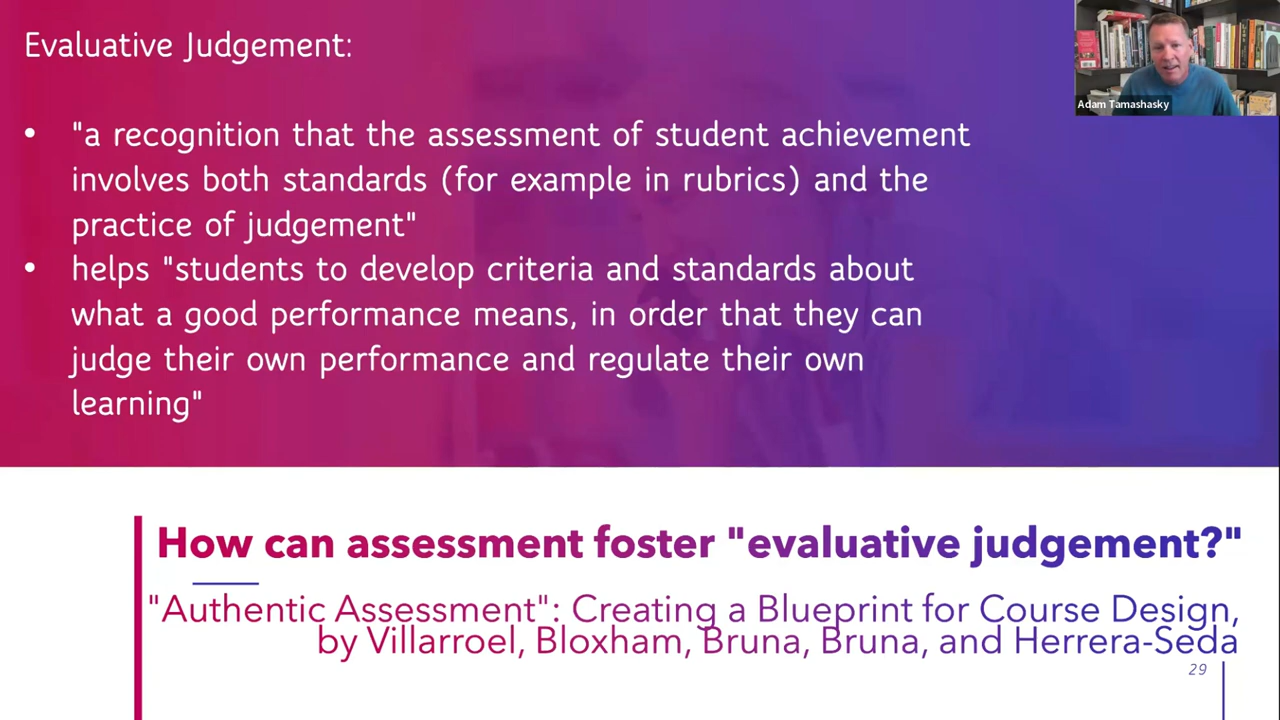 Evaluative Judgement:
Adam Tamashasky
• "a recognition that the assessment of student achievement
involves both standards (for example in rubrics) and the
practice of judgement"
• helps "students to develop criteria and standards about
what a good performance means, in order that they can
judge their own performance and regulate their own
learning"
How can assessment foster "evaluative judgement?"
"Authentic Assessment": Creating a Blueprint for Course Design,
by Villarroel, Bloxham, Bruna, Bruna, and Herrera-Seda
29